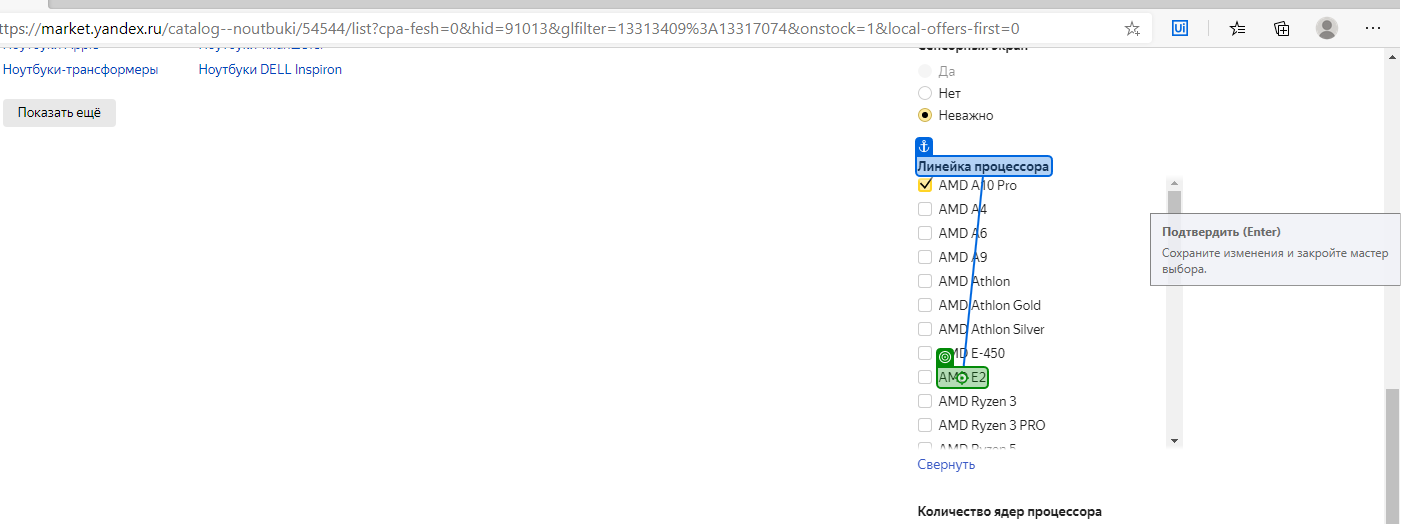 ttps://market.yandex.ru/catalog--noutbuki/54544/list?cpa-fesh=0&hid=91013&glfilter=13313409%3A13317074&onstock=1&local-offers-first=0
Ui
Ноутбуки Apple
Ноутбуки-трансформеры
Ноутбуки DELL Inspiron
Показать ещё
Сенсорный экран
Да
Нет
Неважно
Линейка процессора
AMD A10 Pro
AMD A4
AMD A6
AMD A9
AMD Athlon
AMD Athlon Gold
AMD Athlon Silver
AMD E-450
AMD E2
AMD Ryzen 3
AMD Ryzen 3 PRO
AMD Ryzen 5
Свернуть
Количество ядер процессора
Подтвердить (Enter)
Сохраните изменения и закройте мастер
выбора.